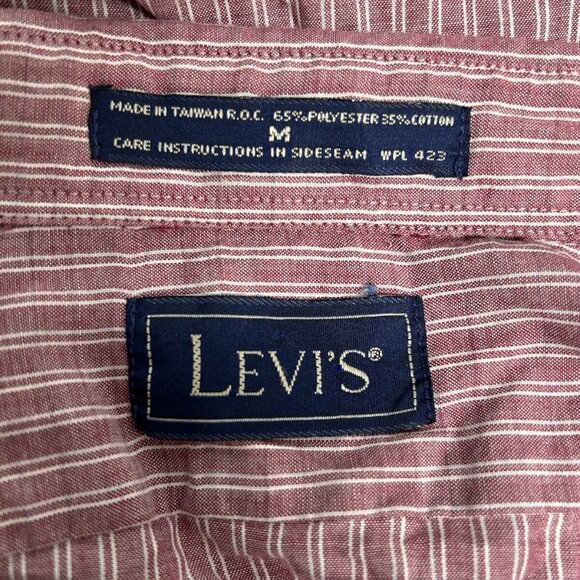 MADE IN TAIWAN R.O.C. 65% POLYESTER 35% COTTON
M
CARE INSTRUCTIONS IN SIDESEAM WPL 423
LEVI'S®